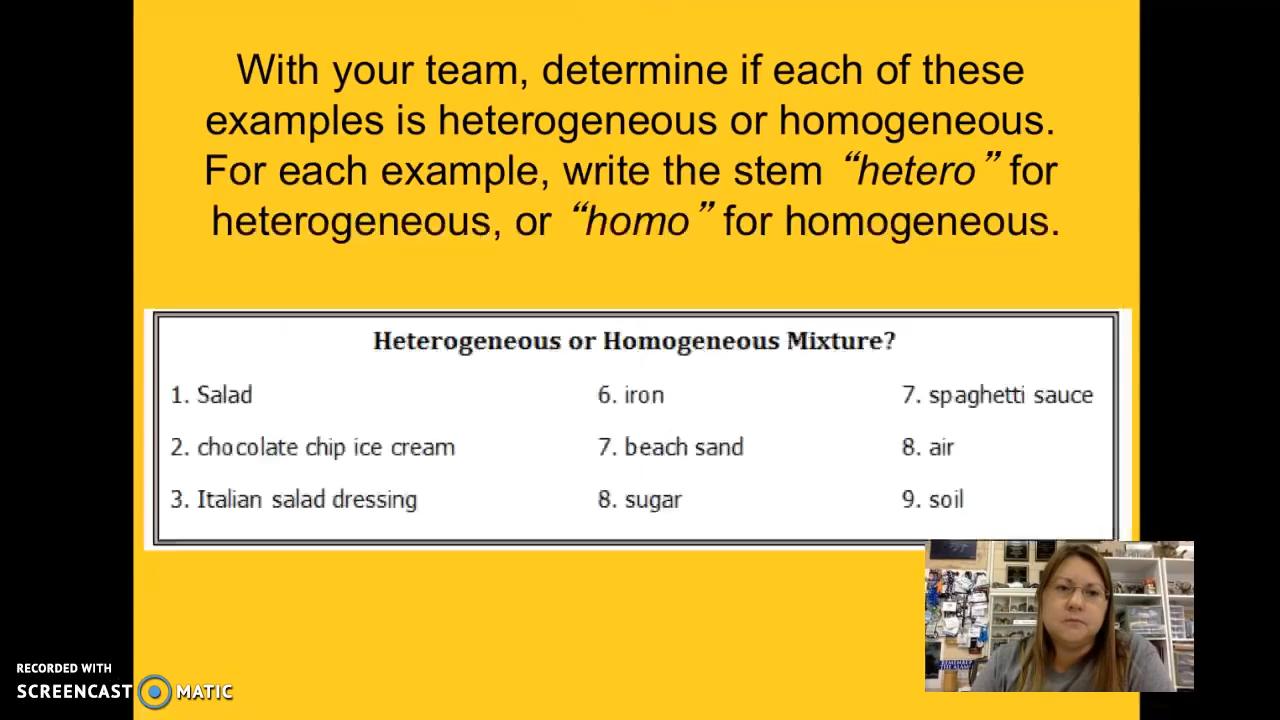 With your team, determine if each of these
examples is heterogeneous or homogeneous.
For each example, write the stem “hetero” for
heterogeneous, or “homo” for homogeneous.
Heterogeneous or Homogeneous Mixture?
1. Salad
2. chocolate chip ice cream
3. Italian salad dressing
6. iron
7. beach sand
8. sugar
7. spaghetti sauce
8. air
9. soil
RECORDED WITH
SCREENCAST MATIC